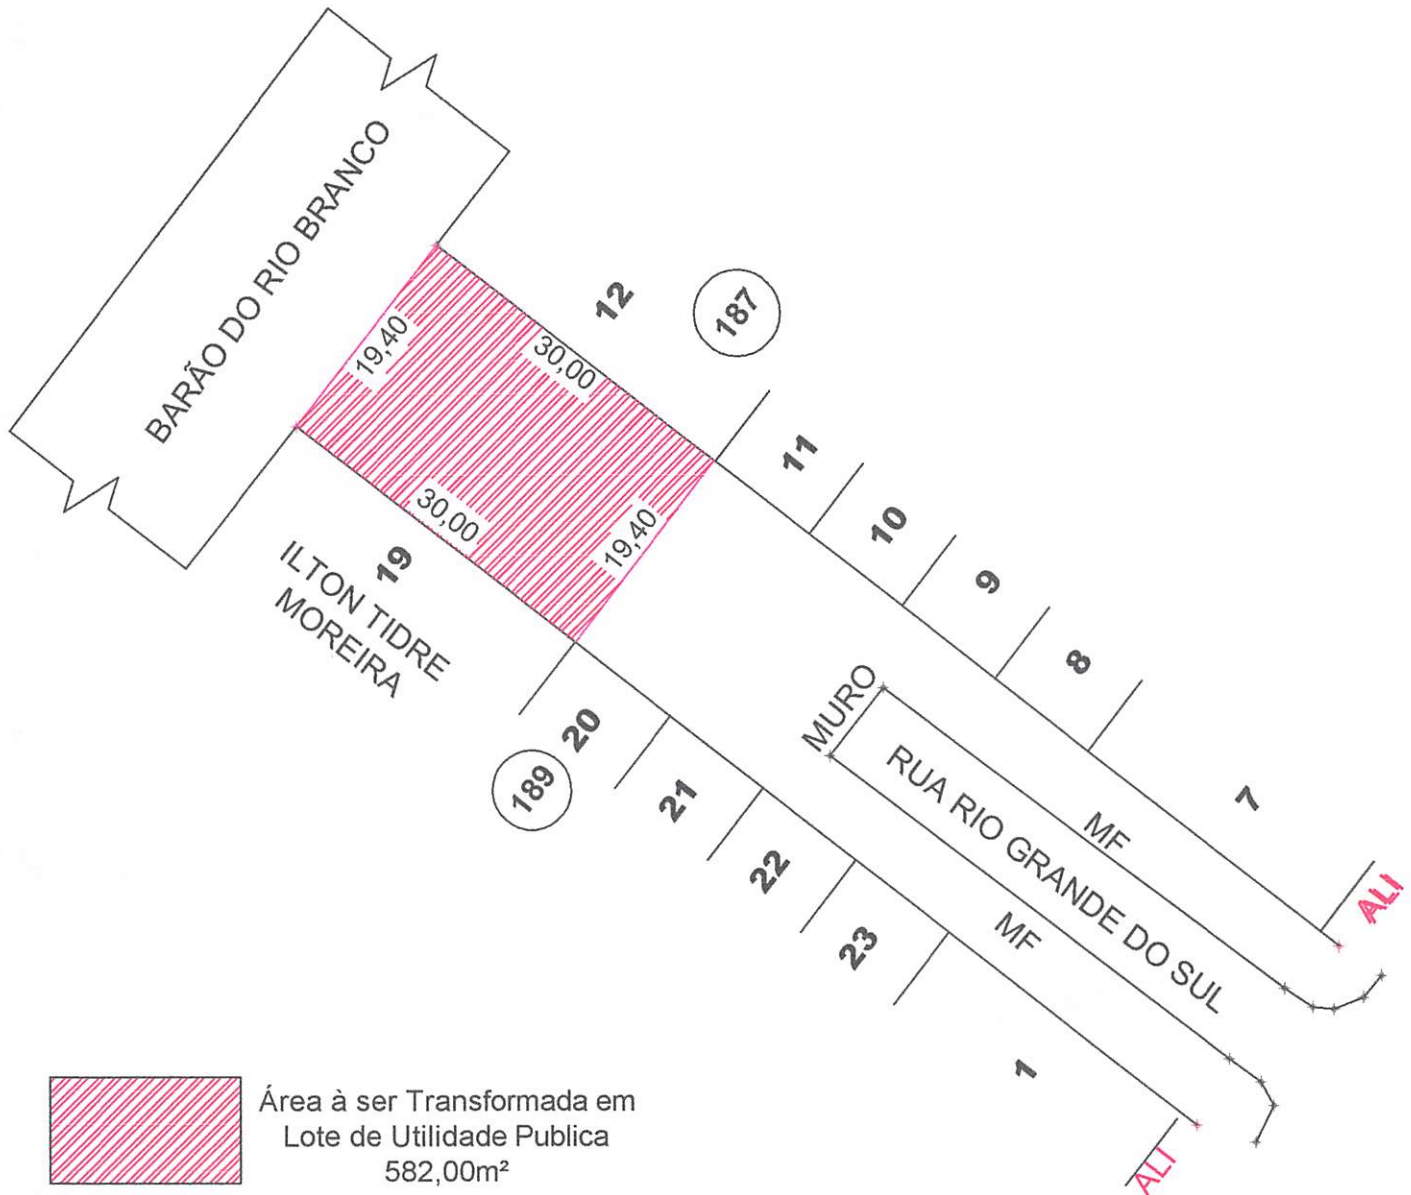 BARÃO DO RIO BRANCO
12
187
19,40
30,00
11
30,00
19,40
10
19
ILTON TIDRE
MOREIRA
9
8
MURO
20
189
21
RUA RIO GRANDE DO SUL
MF
7
22
ALI
23
MF
1
ALI
Área à ser Transformada em
Lote de Utilidade Publica
582,00m²